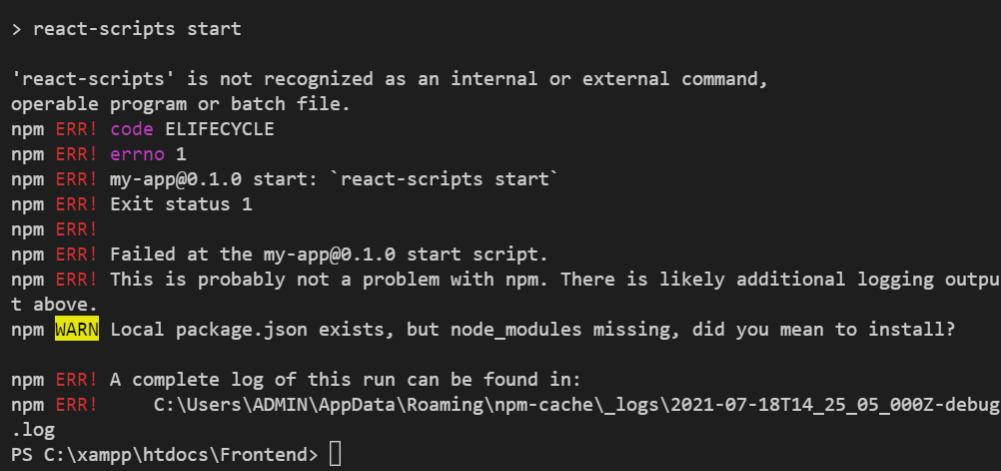 > react-scripts start
'react-scripts' is not recognized as an internal or external command,
operable program or batch file.
npm ERR! code ELIFECYCLE
npm ERR! errno 1
npm ERR! my-app@0.1.0 start: `react-scripts start`
npm ERR! Exit status 1
npm ERR!
npm ERR! Failed at the my-app@0.1.0 start script.
npm ERR! This is probably not a problem with npm. There is likely additional logging outpu
t above.
npm WARN Local package.json exists, but node_modules missing, did you mean to install?
npm ERR! A complete log of this run can be found in:
npm ERR!     C:\Users\ADMIN\AppData\Roaming\npm-cache\_logs\2021-07-18T14_25_05_000Z-debug
.log
PS C:\xampp\htdocs\Frontend>